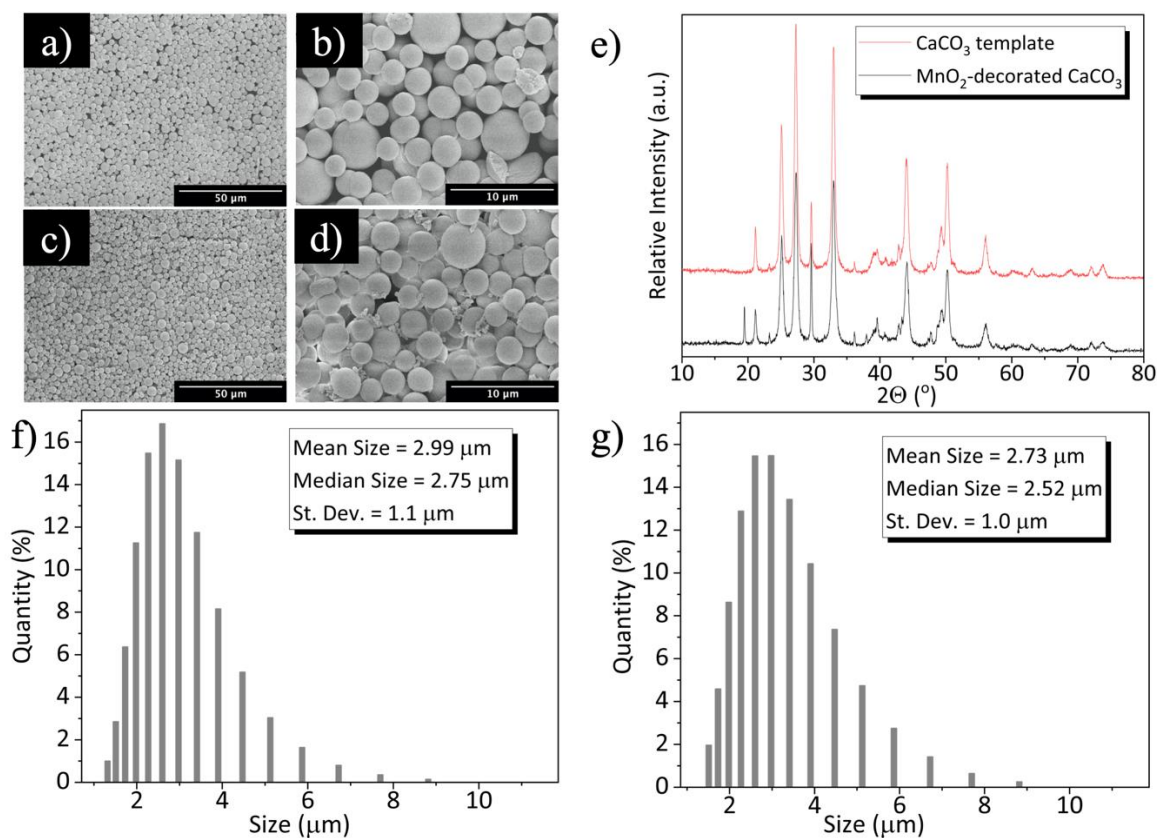 a)
50 µm
b)
10 µm
c)
50 µm
d)
10 µm
e)
CaCO₃ template
MnO₂-decorated CaCO₃
Relative Intensity (a.u.)
10 20 30 40 50 60 70 80
2Θ (°)
f)
Mean Size = 2.99 µm
Median Size = 2.75 µm
St. Dev. = 1.1 µm
Quantity (%)
16
14
12
10
8
6
4
2
0
2 4 6 8 10
Size (µm)
g)
Mean Size = 2.73 µm
Median Size = 2.52 µm
St. Dev. = 1.0 µm
Quantity (%)
16
14
12
10
8
6
4
2
0
2 4 6 8 10
Size (µm)